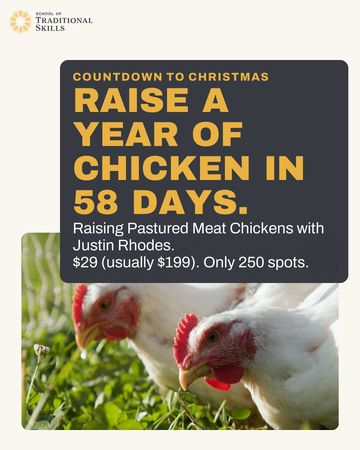 SCHOOL OF
TRADITIONAL
SKILLS
COUNTDOWN TO CHRISTMAS
RAISE A
YEAR OF
CHICKEN IN
58 DAYS.
Raising Pastured Meat Chickens with
Justin Rhodes.
$29 (usually $199). Only 250 spots.